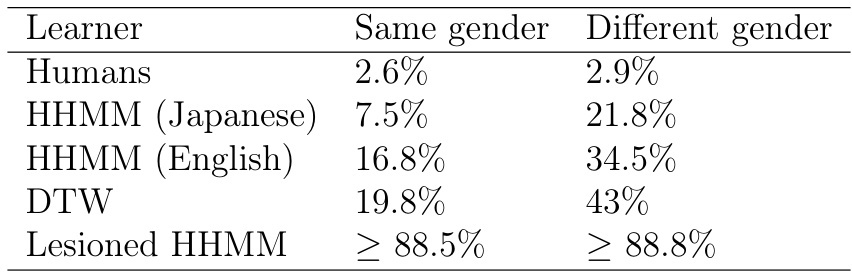 Learner Same gender Different gender
Humans 2.6% 2.9%
HHMM (Japanese) 7.5% 21.8%
HHMM (English) 16.8% 34.5%
DTW 19.8% 43%
Lesioned HHMM ≥ 88.5% ≥ 88.8%